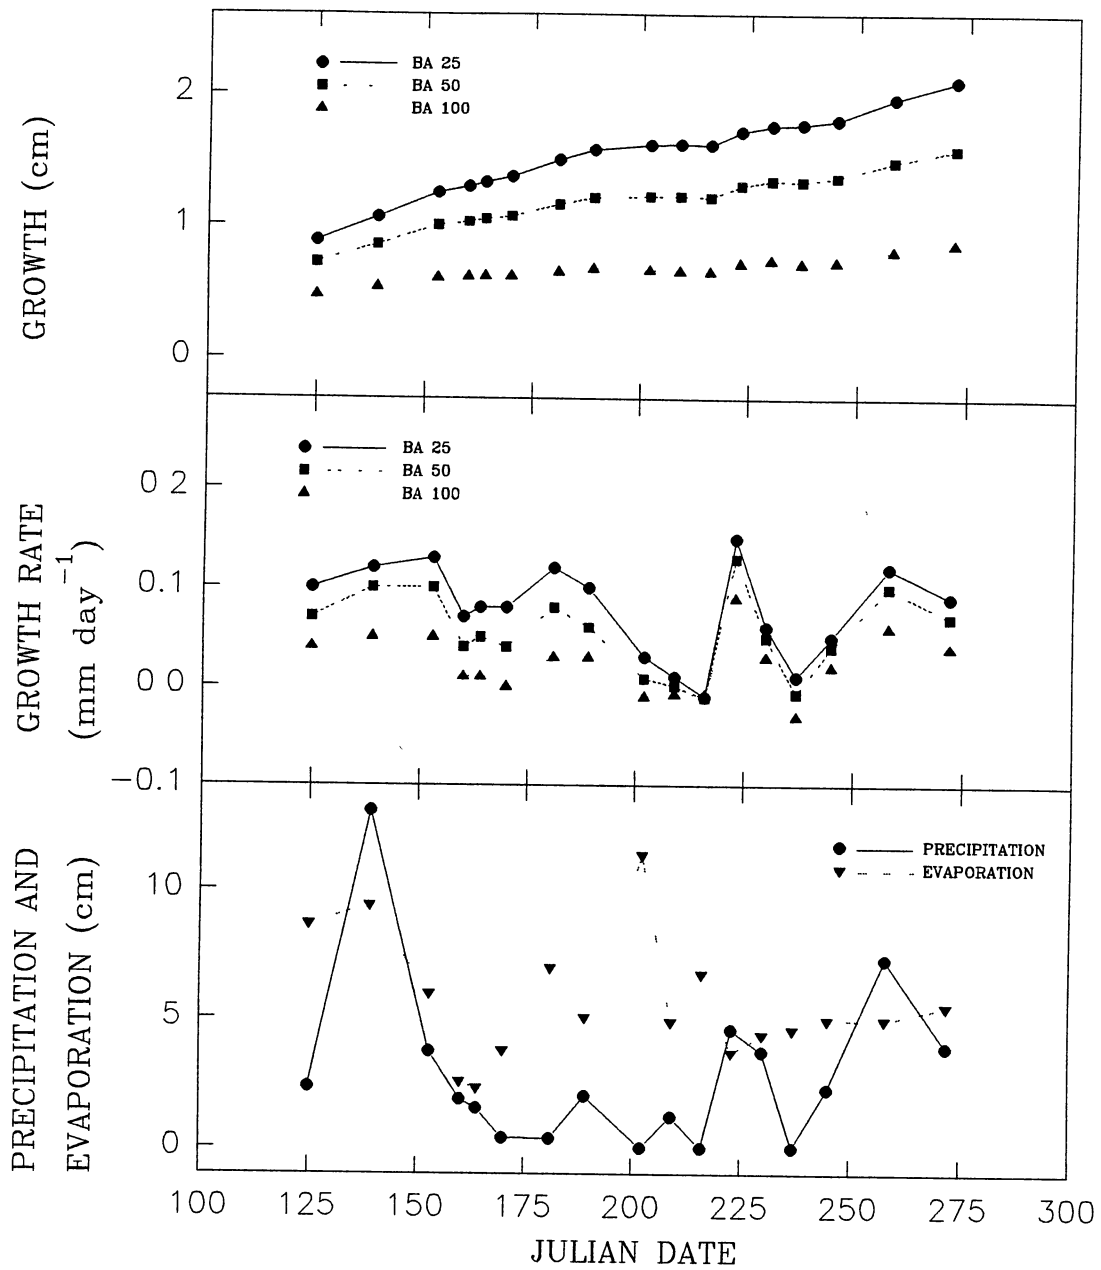 GROWTH (cm)
2
1
0
BA 25
BA 50
BA 100
GROWTH RATE
(mm day⁻¹)
0 2
0.1
0 0
−0.1
BA 25
BA 50
BA 100
PRECIPITATION AND
EVAPORATION (cm)
10
5
0
PRECIPITATION
EVAPORATION
100 125 150 175 200 225 250 275 300
JULIAN DATE